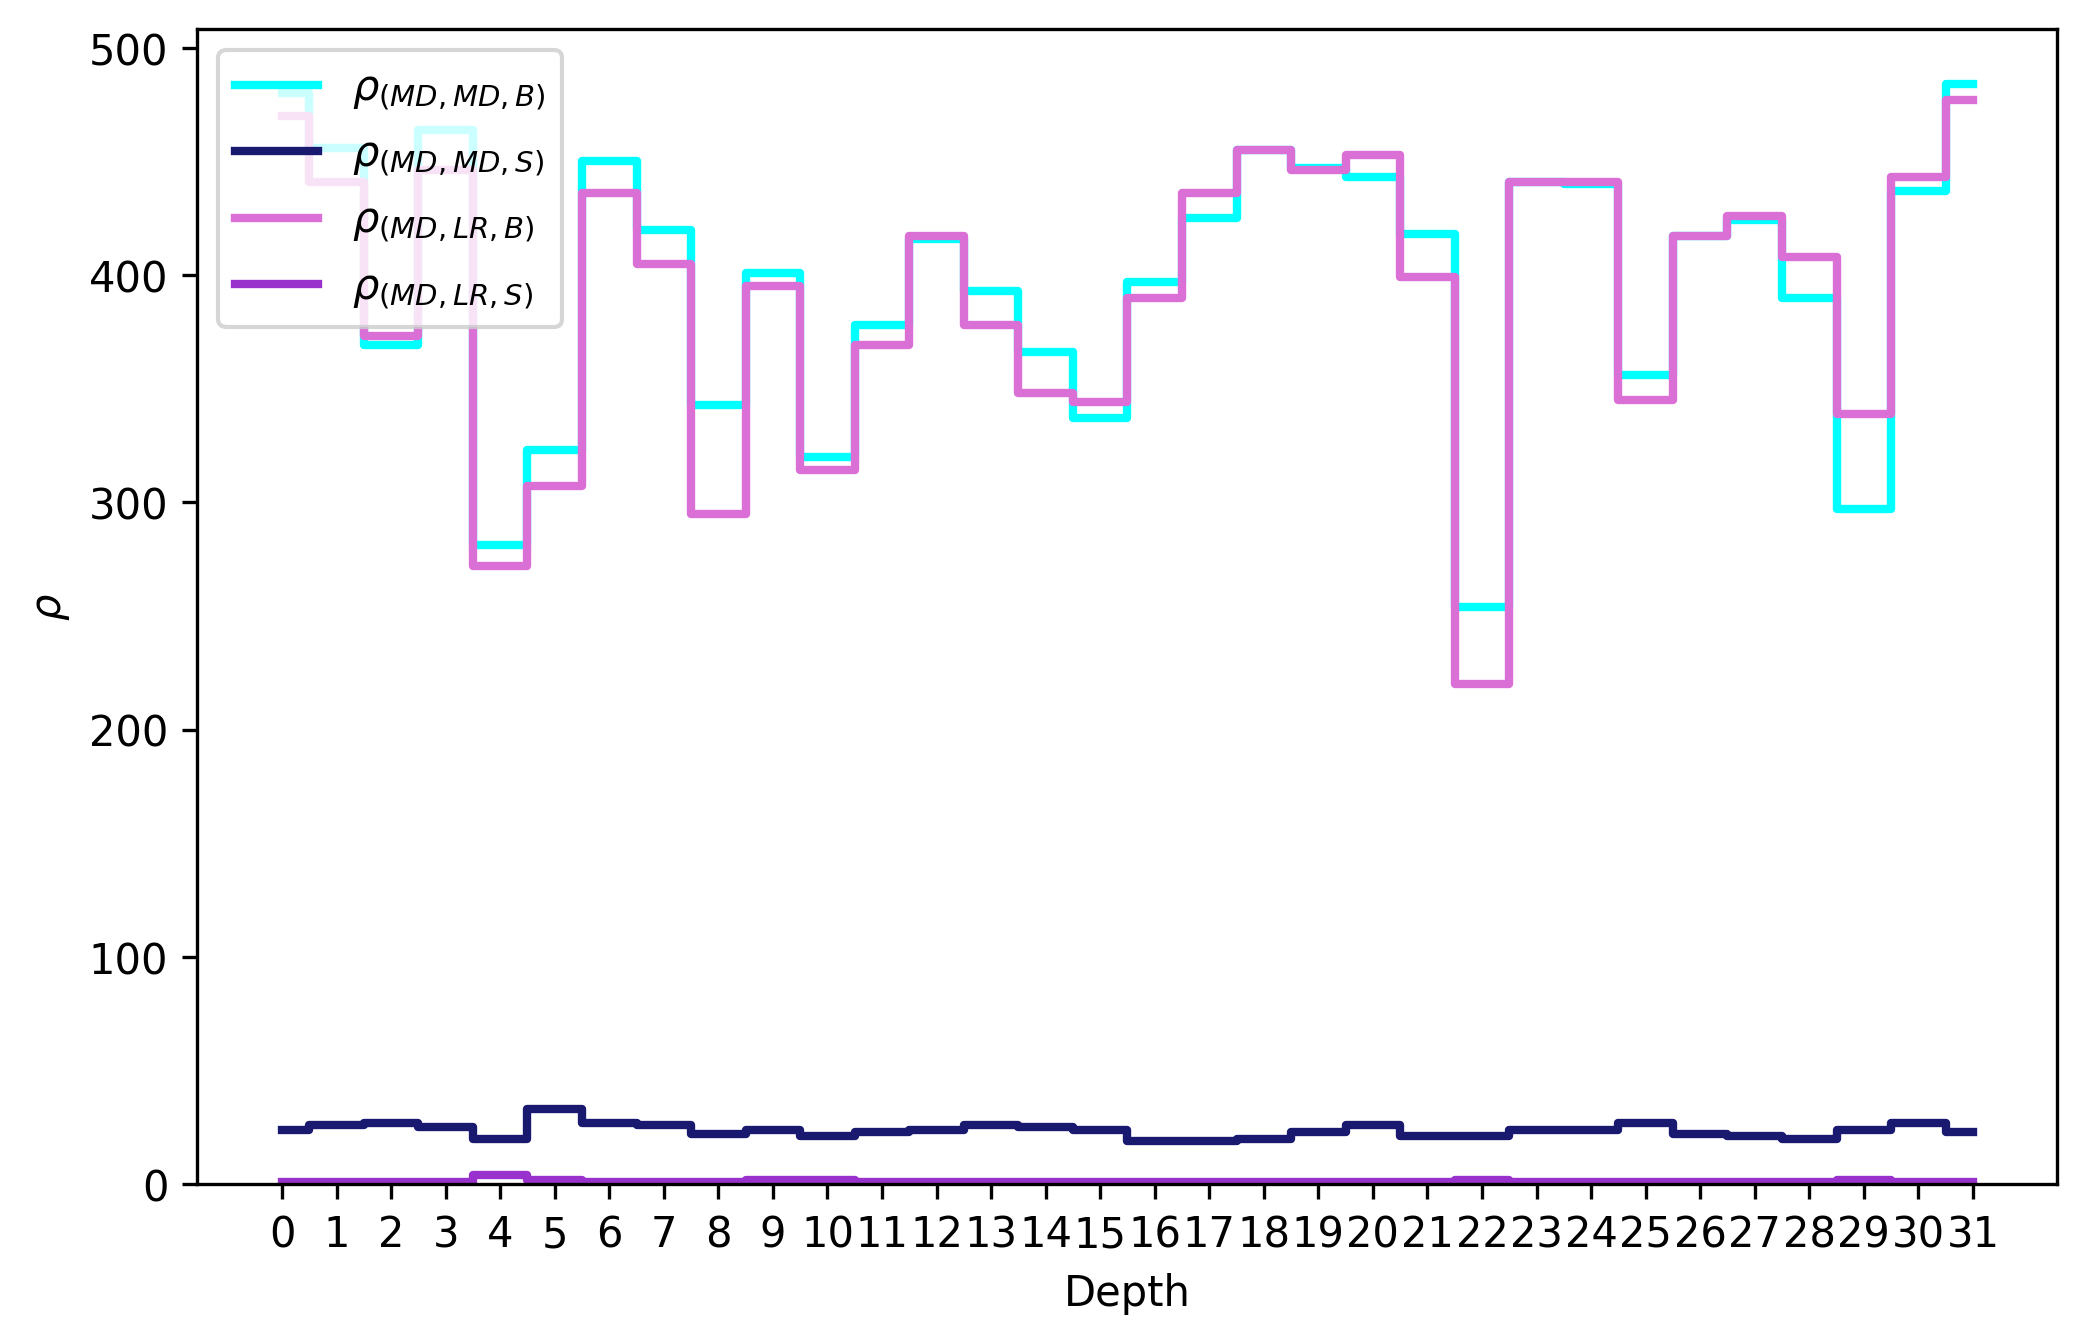 500
400
300
200
100
0
ρ
ρ(MD, MD, B)
ρ(MD, MD, S)
ρ(MD, LR, B)
ρ(MD, LR, S)
0 1 2 3 4 5 6 7 8 9 10 11 12 13 14 15 16 17 18 19 20 21 22 23 24 25 26 27 28 29 30 31
Depth